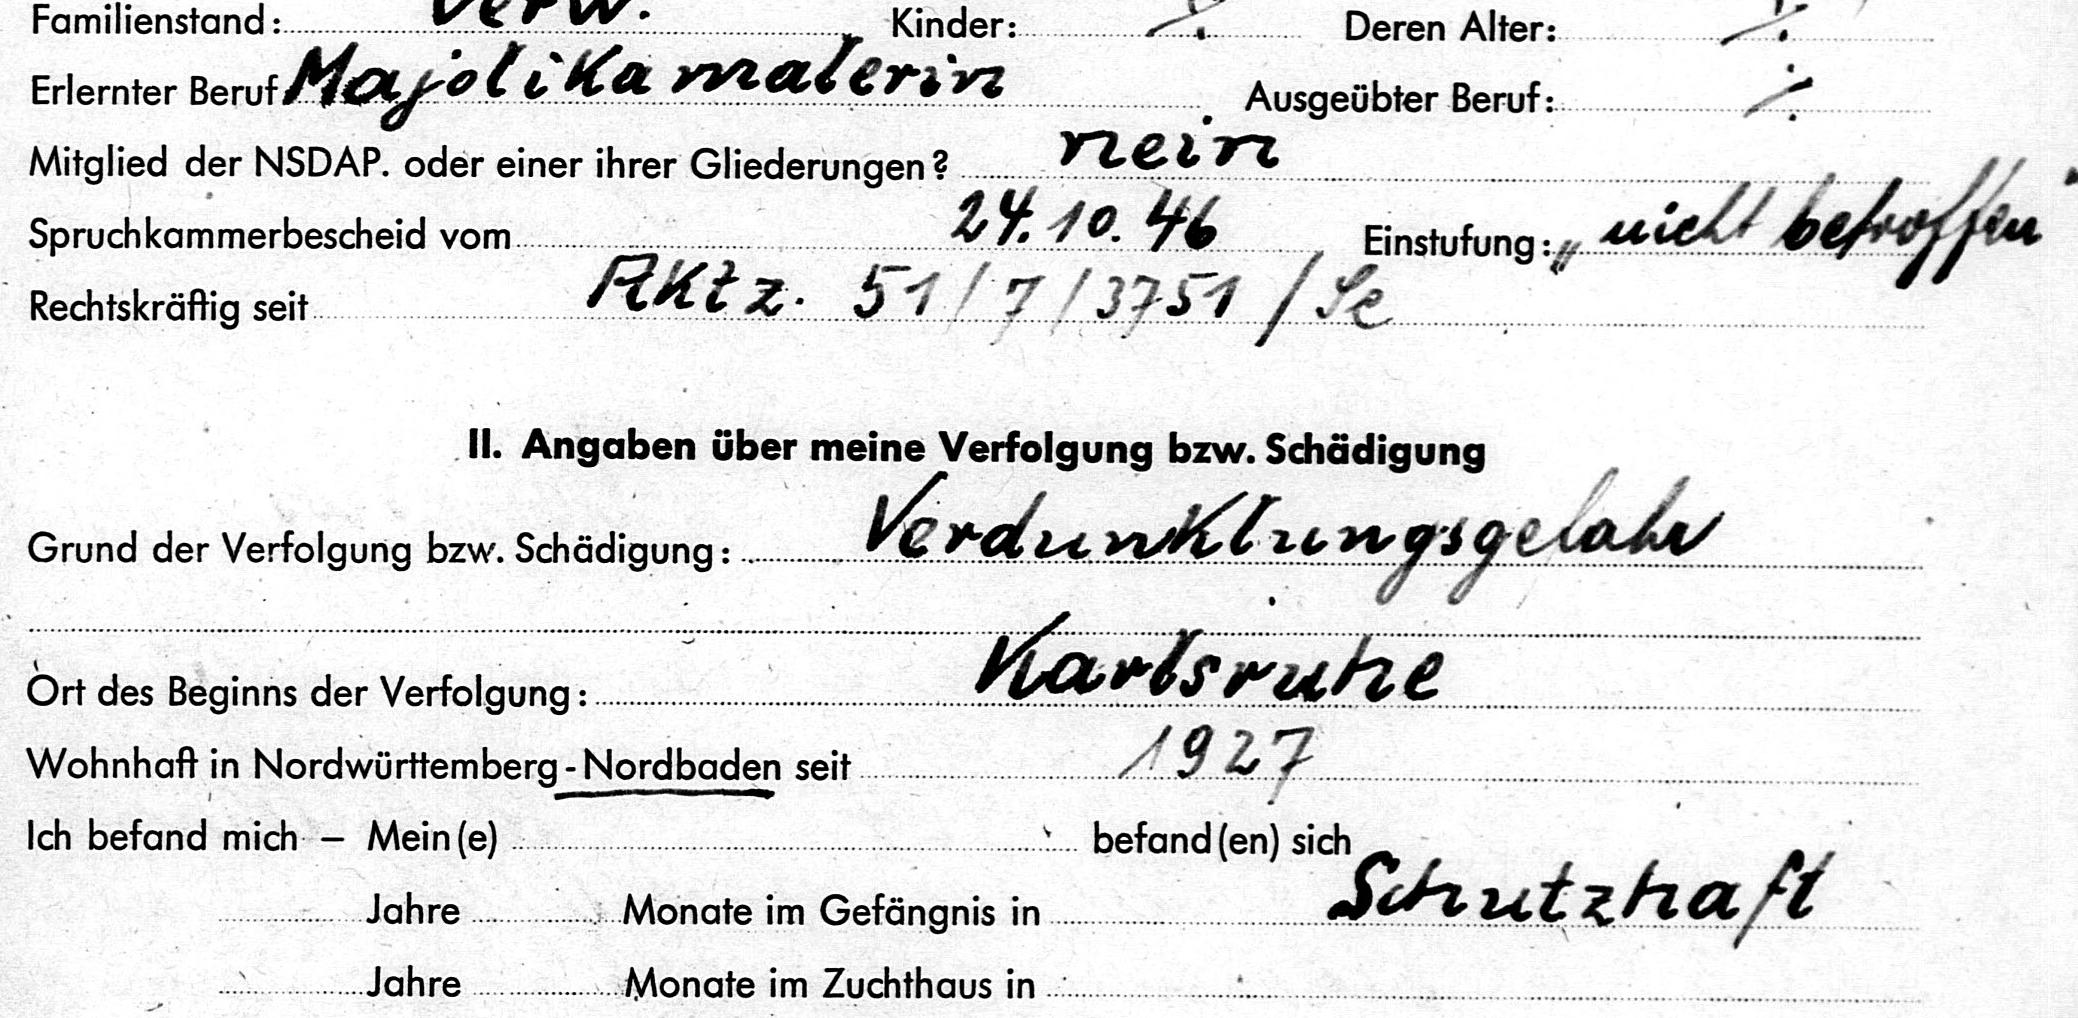 Familienstand: verw. Kinder: ./. Deren Alter: ./.
Erlernter Beruf Majolikamalerin Ausgeübter Beruf: ./.
Mitglied der NSDAP. oder einer ihrer Gliederungen? nein
Spruchkammerbescheid vom 24.10.46 Einstufung: „nicht betroffen"
Rechtskräftig seit Aktz. 51/7/3751/Se
II. Angaben über meine Verfolgung bzw. Schädigung
Grund der Verfolgung bzw. Schädigung: Verdunklungsgefahr
Ort des Beginns der Verfolgung: Karlsruhe
Wohnhaft in Nordwürttemberg-Nordbaden seit 1927
Ich befand mich – Mein(e) befand(en) sich
Jahre Monate im Gefängnis in Schutzhaft
Jahre Monate im Zuchthaus in